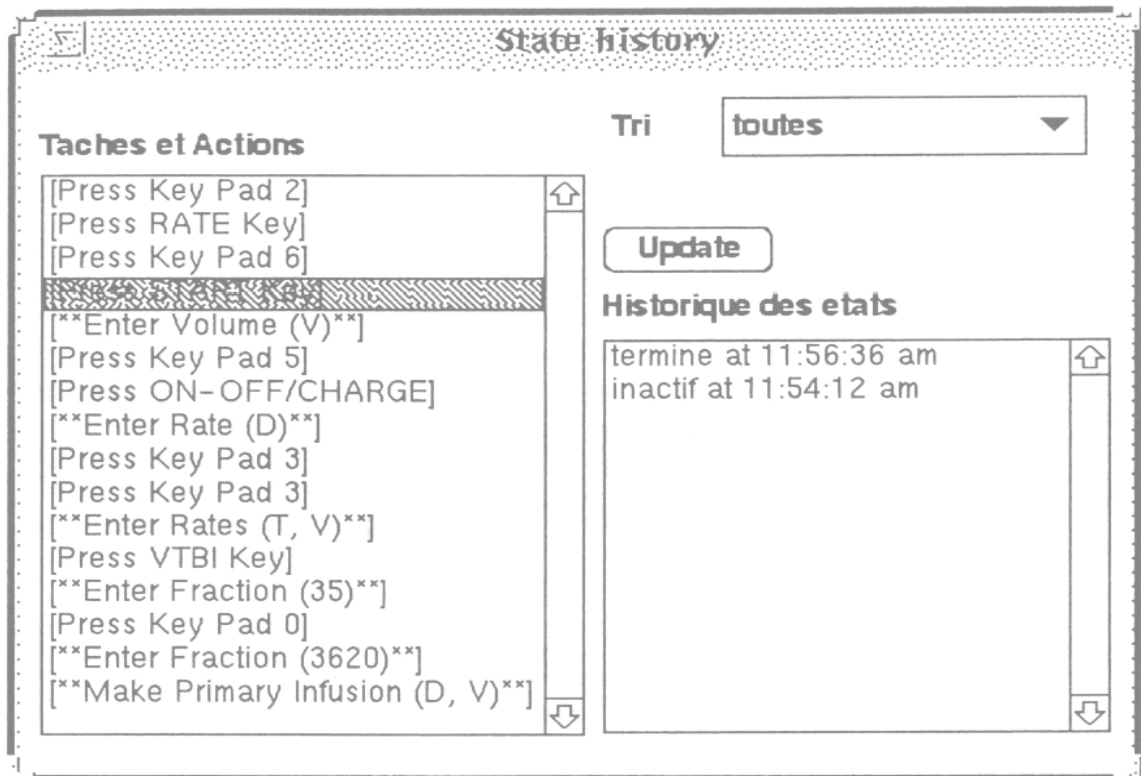 State history
Tri toutes
Taches et Actions
[Press Key Pad 2]
[Press RATE Key]
[Press Key Pad 6]
[Press START Key]
[**Enter Volume (V)**]
[Press Key Pad 5]
[Press ON-OFF/CHARGE]
[**Enter Rate (D)**]
[Press Key Pad 3]
[Press Key Pad 3]
[**Enter Rates (T, V)**]
[Press VTBI Key]
[**Enter Fraction (35)**]
[Press Key Pad 0]
[**Enter Fraction (3620)**]
[**Make Primary Infusion (D, V)**]
Update
Historique des etats
termine at 11:56:36 am
inactif at 11:54:12 am